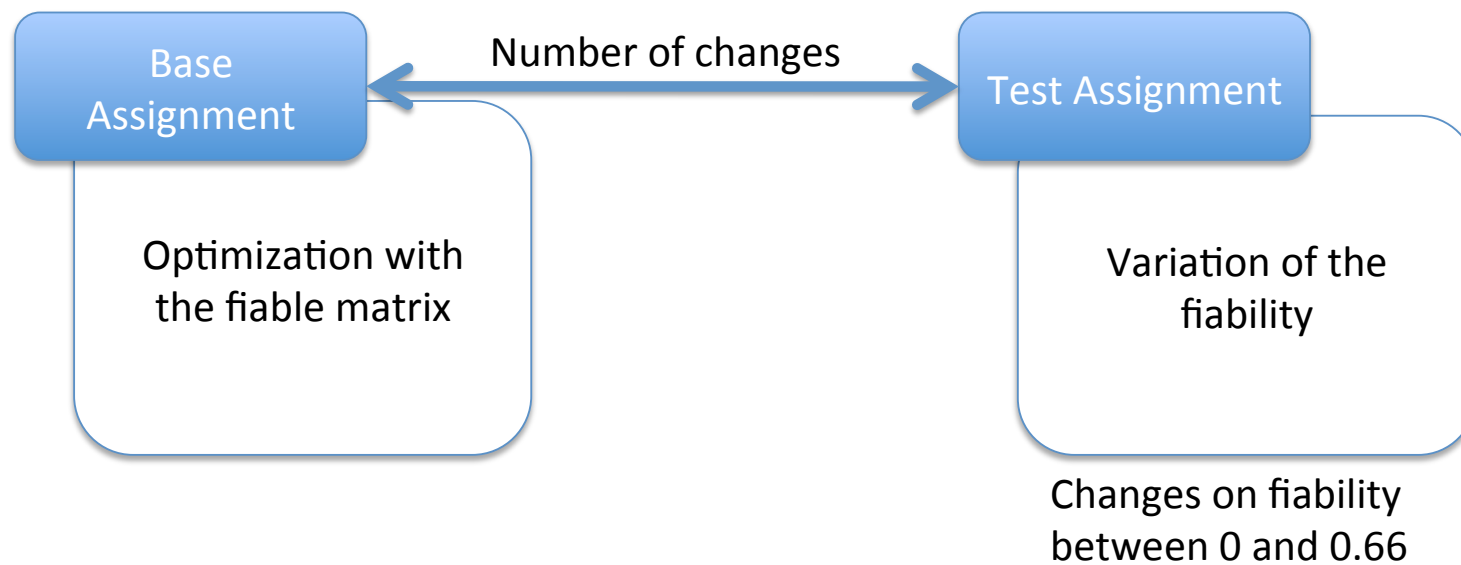 Base
Assignment
Number of changes
Test Assignment
Optimization with
the fiable matrix
Variation of the
fiability
Changes on fiability
between 0 and 0.66